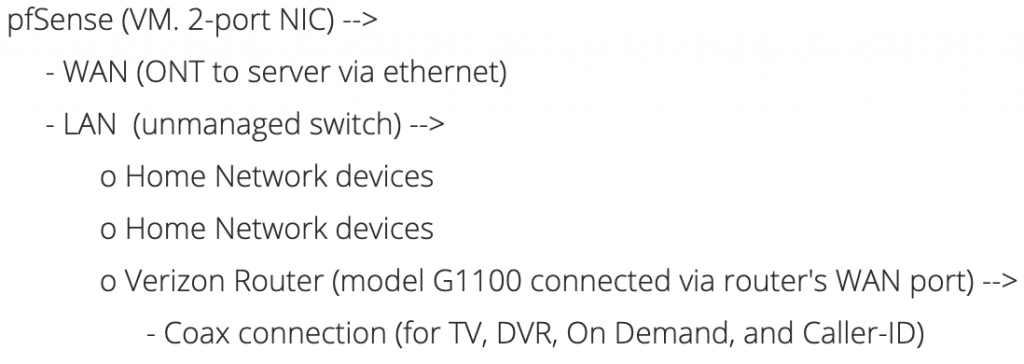 pfSense (VM. 2-port NIC) -->
- WAN (ONT to server via ethernet)
- LAN  (unmanaged switch) -->
o Home Network devices
o Home Network devices
o Verizon Router (model G1100 connected via router's WAN port) -->
- Coax connection (for TV, DVR, On Demand, and Caller-ID)